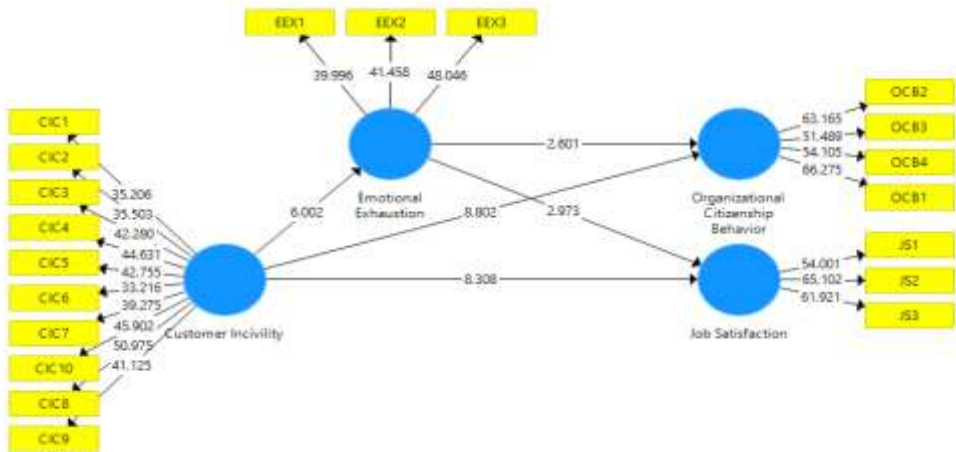 EEX1
EEX2
EEX3
39.996
41.458
48.046
CIC1
CIC2
CIC3
CIC4
CIC5
CIC6
CIC7
CIC10
CIC8
CIC9
35.206
35.503
42.280
44.631
42.755
33.216
39.275
45.902
50.975
41.125
Customer Incivility
6.002
Emotional
Exhaustion
2.601
8.802
2.973
8.308
Organizational
Citizenship
Behavior
63.165
51.489
54.105
66.275
OCB2
OCB3
OCB4
OCB1
Job Satisfaction
54.001
65.102
61.921
JS1
JS2
JS3